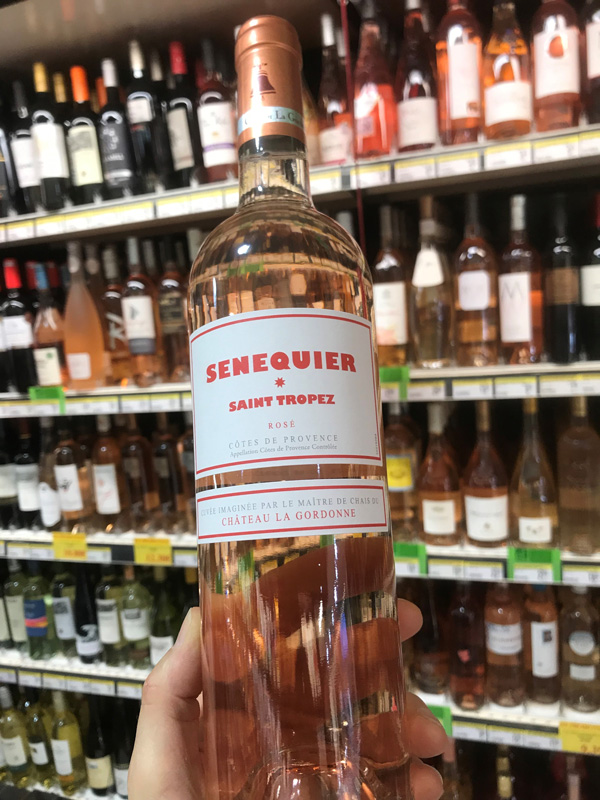 SENEQUIER
SAINT TROPEZ
ROSÉ
CÔTES DE PROVENCE
Appellation Côtes de Provence Contrôlée
CUVÉE IMAGINÉE PAR LE MAÎTRE DE CHAIS DU
CHÂTEAU LA GORDONNE